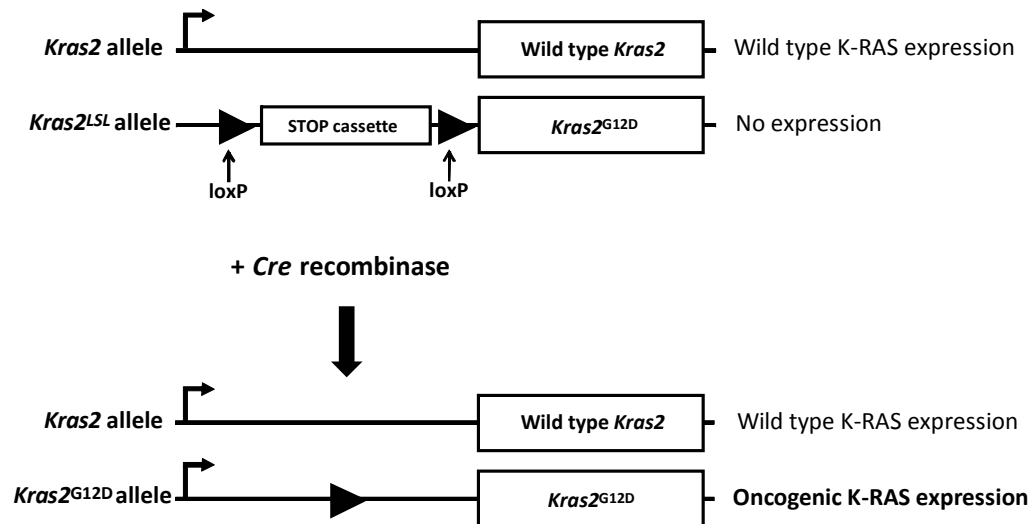 Kras2 allele Wild type Kras2 Wild type K-RAS expression
Kras2LSL allele STOP cassette Kras2G12D No expression
loxP loxP
+ Cre recombinase
Kras2 allele Wild type Kras2 Wild type K-RAS expression
Kras2G12D allele Kras2G12D Oncogenic K-RAS expression